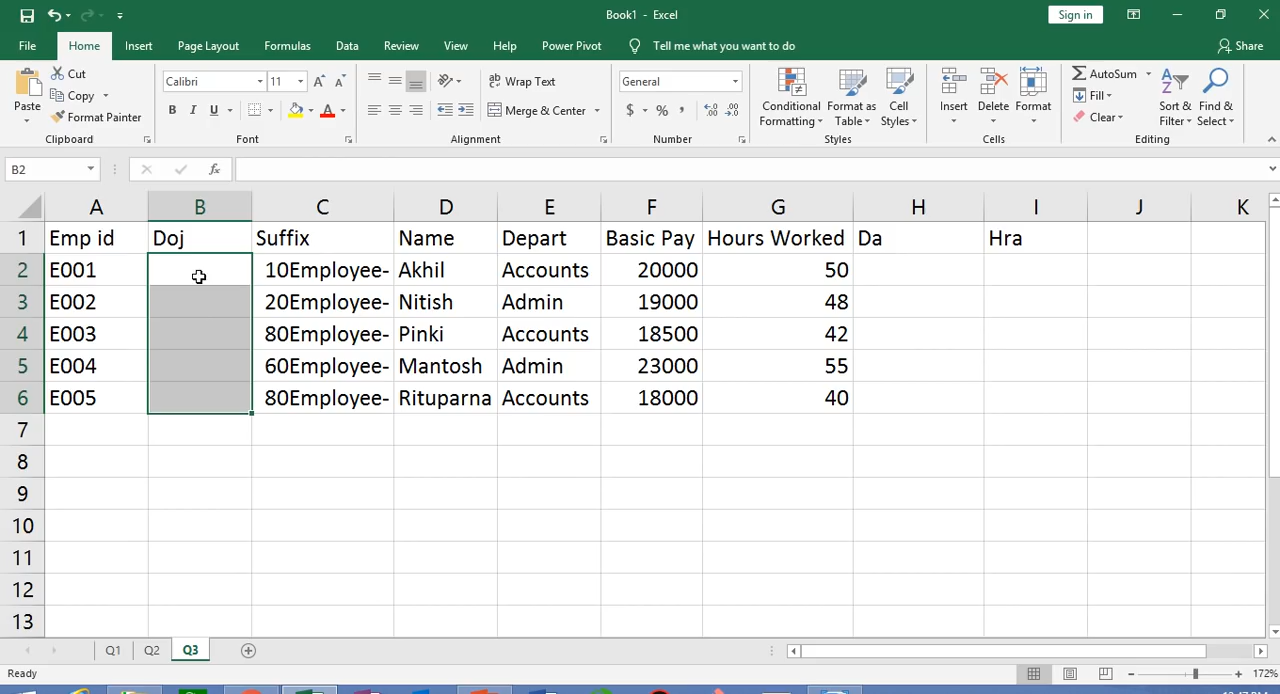 Book1 - Excel
Sign in
File Home Insert Page Layout Formulas Data Review View Help Power Pivot Tell me what you want to do Share
Paste
Cut
Copy
Format Painter
Clipboard
Calibri 11
B I U
Font
Wrap Text
Merge & Center
Alignment
General
$ % ,
Number
Conditional Formatting
Format as Table
Cell Styles
Styles
Insert
Delete
Format
Cells
AutoSum
Fill
Clear
Sort & Filter
Find & Select
Editing
B2 fx
A B C D E F G H I J K
1 Emp id Doj Suffix Name Depart Basic Pay Hours Worked Da Hra
2 E001 10Employee- Akhil Accounts 20000 50
3 E002 20Employee- Nitish Admin 19000 48
4 E003 80Employee- Pinki Accounts 18500 42
5 E004 60Employee- Mantosh Admin 23000 55
6 E005 80Employee- Rituparna Accounts 18000 40
7
8
9
10
11
12
13
Q1 Q2 Q3
Ready 172%